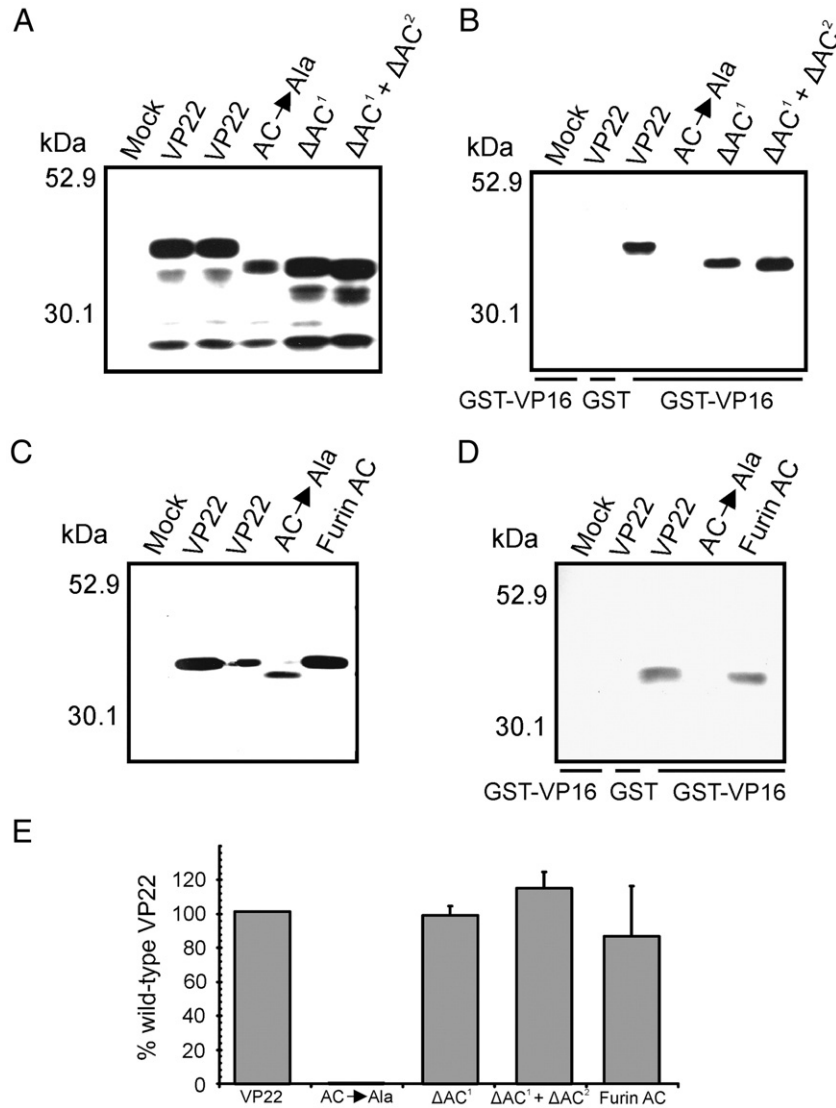 A
kDa
Mock
VP22
VP22
AC→Ala
ΔAC¹
ΔAC¹ + ΔAC²
52.9
30.1
B
kDa
Mock
VP22
VP22
AC→Ala
ΔAC¹
ΔAC¹ + ΔAC²
52.9
30.1
GST-VP16 GST GST-VP16
C
kDa
Mock
VP22
VP22
AC→Ala
Furin AC
52.9
30.1
D
kDa
Mock
VP22
VP22
AC→Ala
Furin AC
52.9
30.1
GST-VP16 GST GST-VP16
E
% wild-type VP22
120
100
80
60
40
20
0
VP22 AC→Ala ΔAC¹ ΔAC¹ + ΔAC² Furin AC